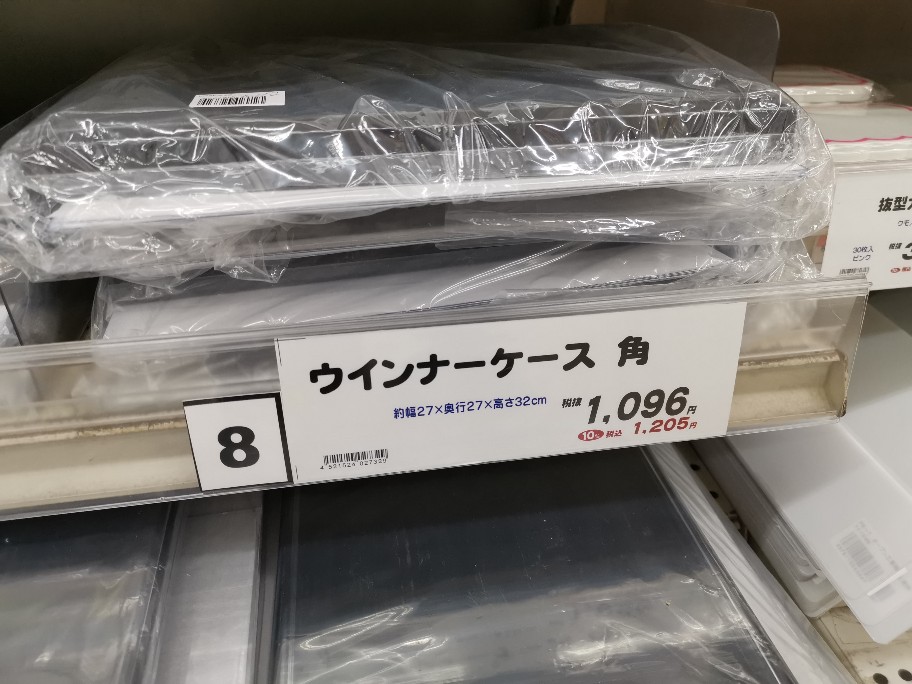 ウインナーケース 角
約幅27×奥行27×高さ32cm
税抜 1,096円
10% 税込 1,205円
8
抜型
30枚入
ピンク
税抜